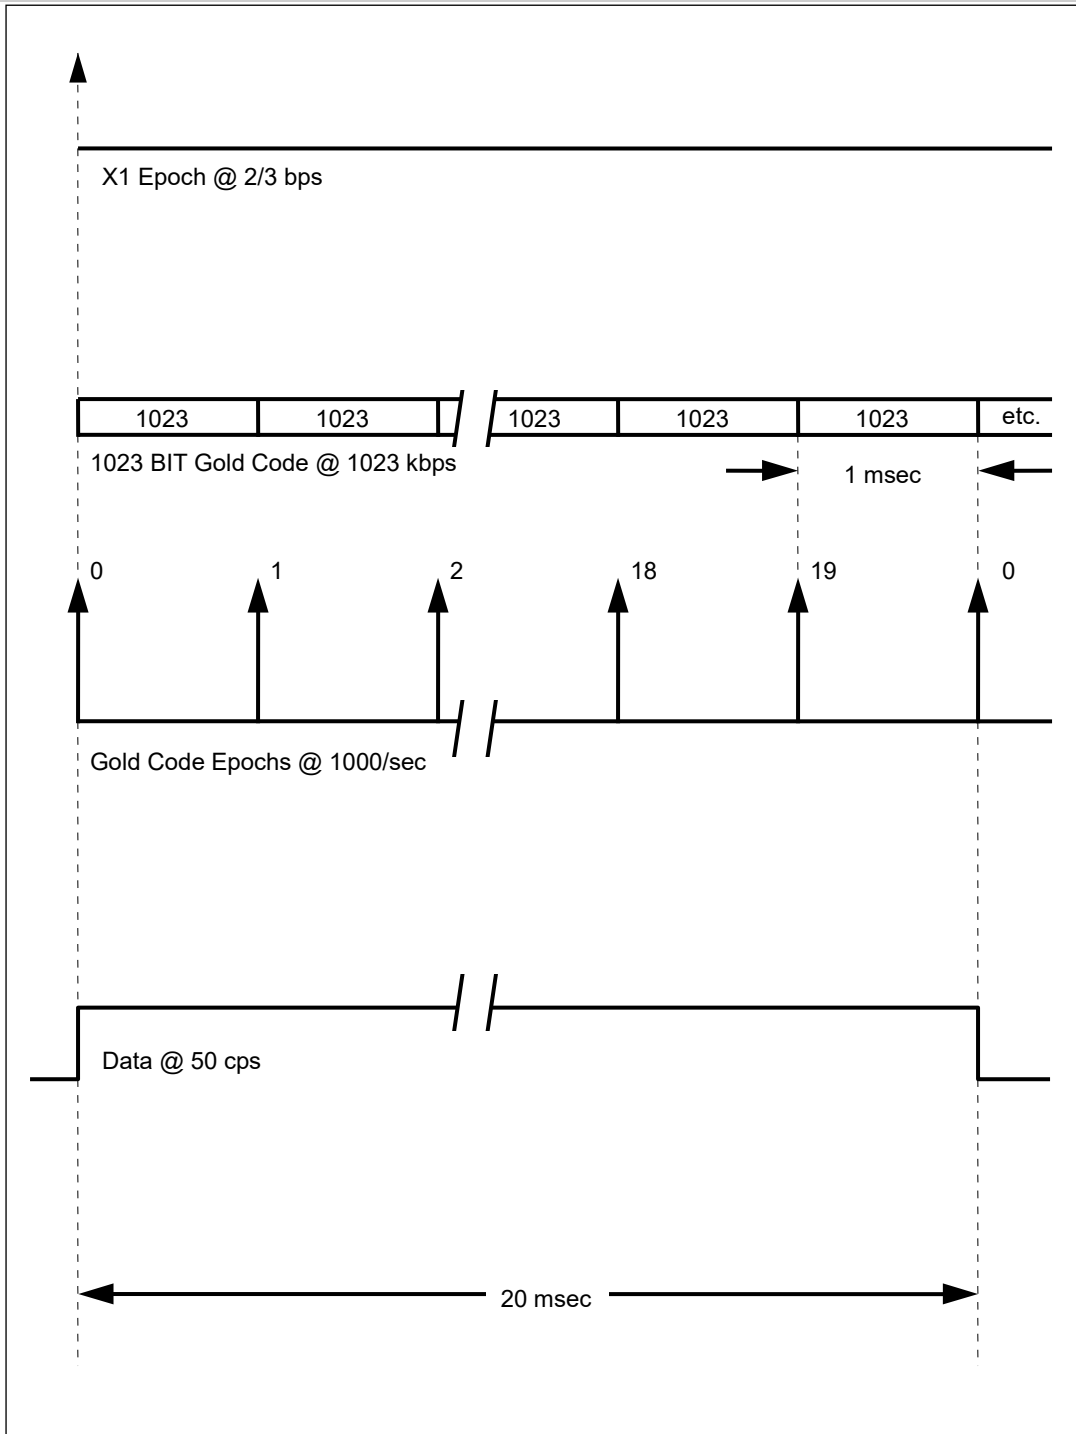 X1 Epoch @ 2/3 bps
1023 1023 1023 1023 1023 etc.
1023 BIT Gold Code @ 1023 kbps
1 msec
0 1 2 18 19 0
Gold Code Epochs @ 1000/sec
Data @ 50 cps
20 msec